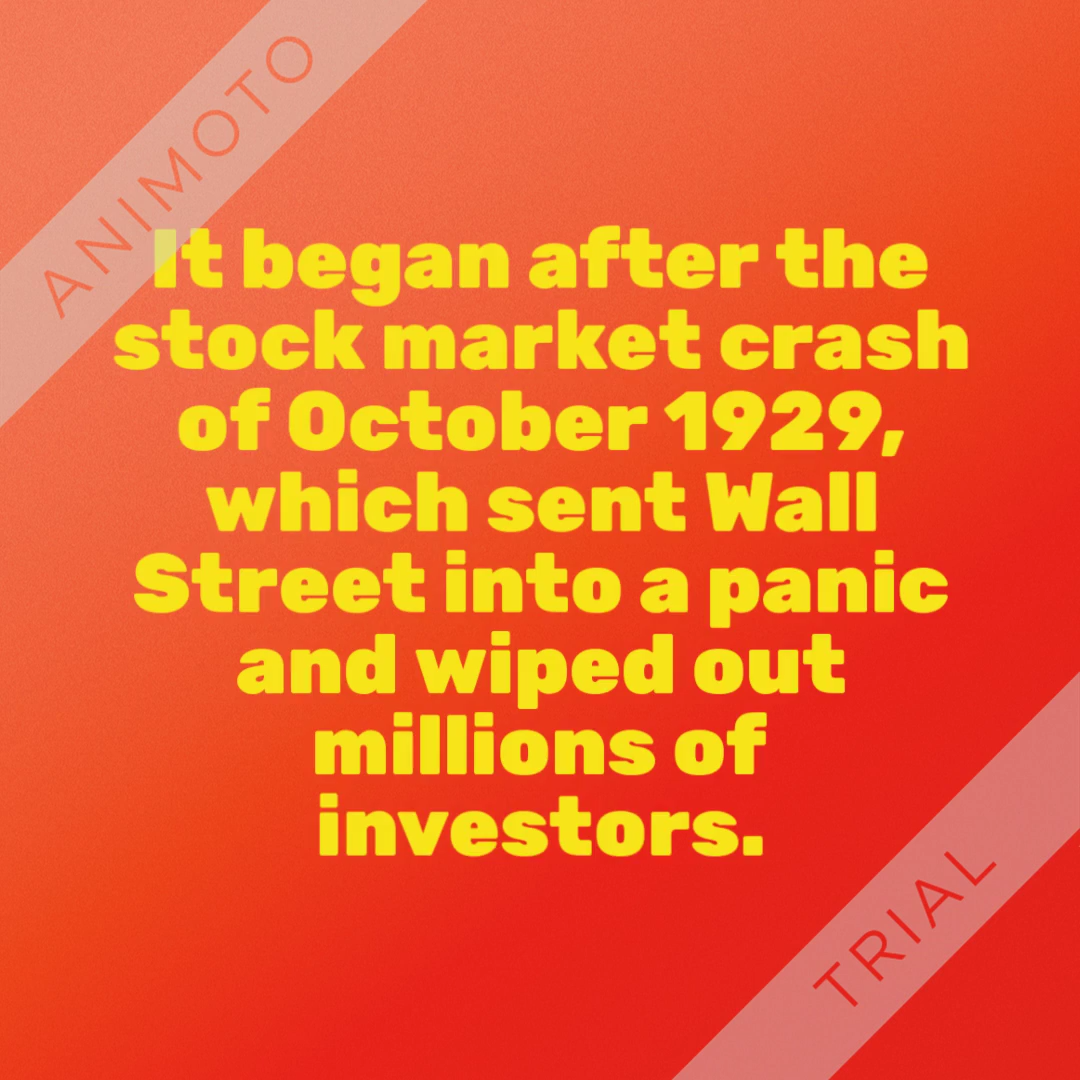 ANIMOTO
It began after the
stock market crash
of October 1929,
which sent Wall
Street into a panic
and wiped out
millions of
investors.
TRIAL